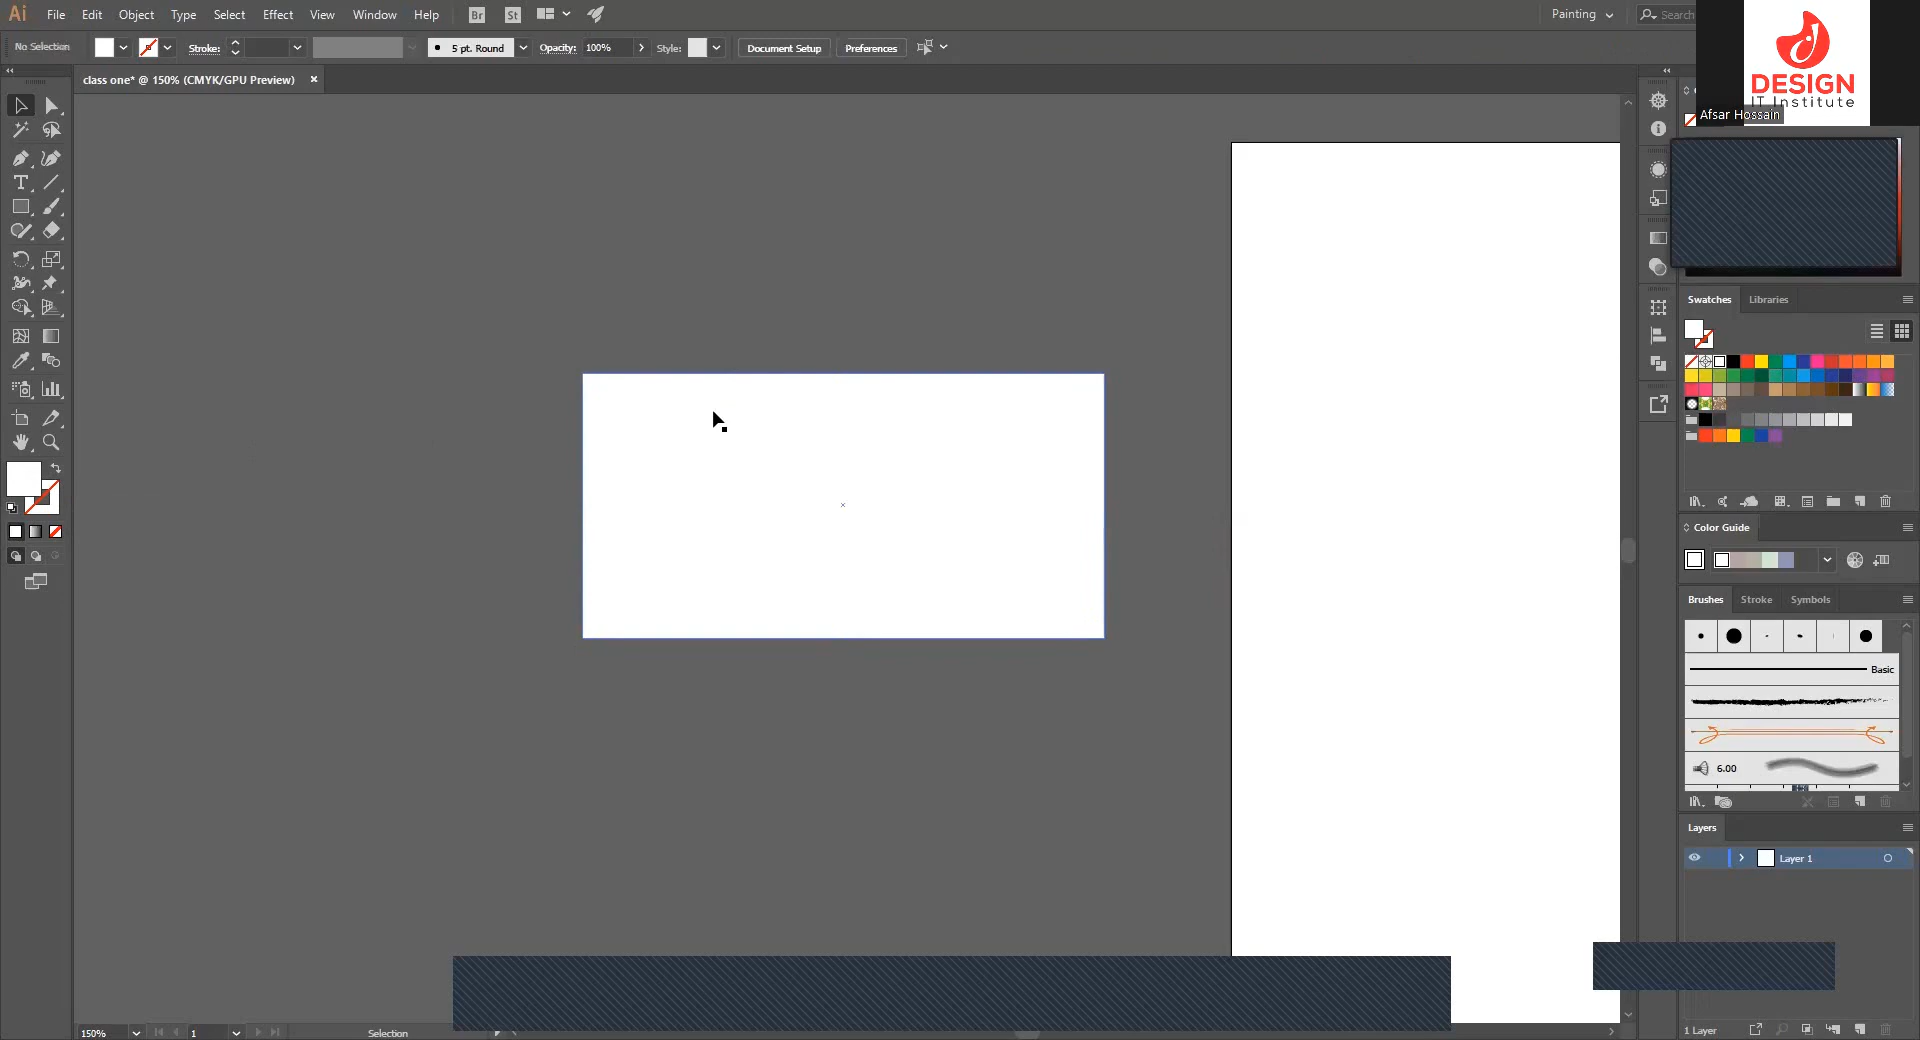 Ai File Edit Object Type Select Effect View Window Help Br St Painting Search
No Selection Stroke: 5 pt. Round Opacity: 100% Style: Document Setup Preferences
DESIGN
IT Institute
Afsar Hossain
class one* @ 150% (CMYK/GPU Preview)
Swatches Libraries
Color Guide
Brushes Stroke Symbols
Basic
6.00
Layers
Layer 1
150% 1 Selection
1 Layer